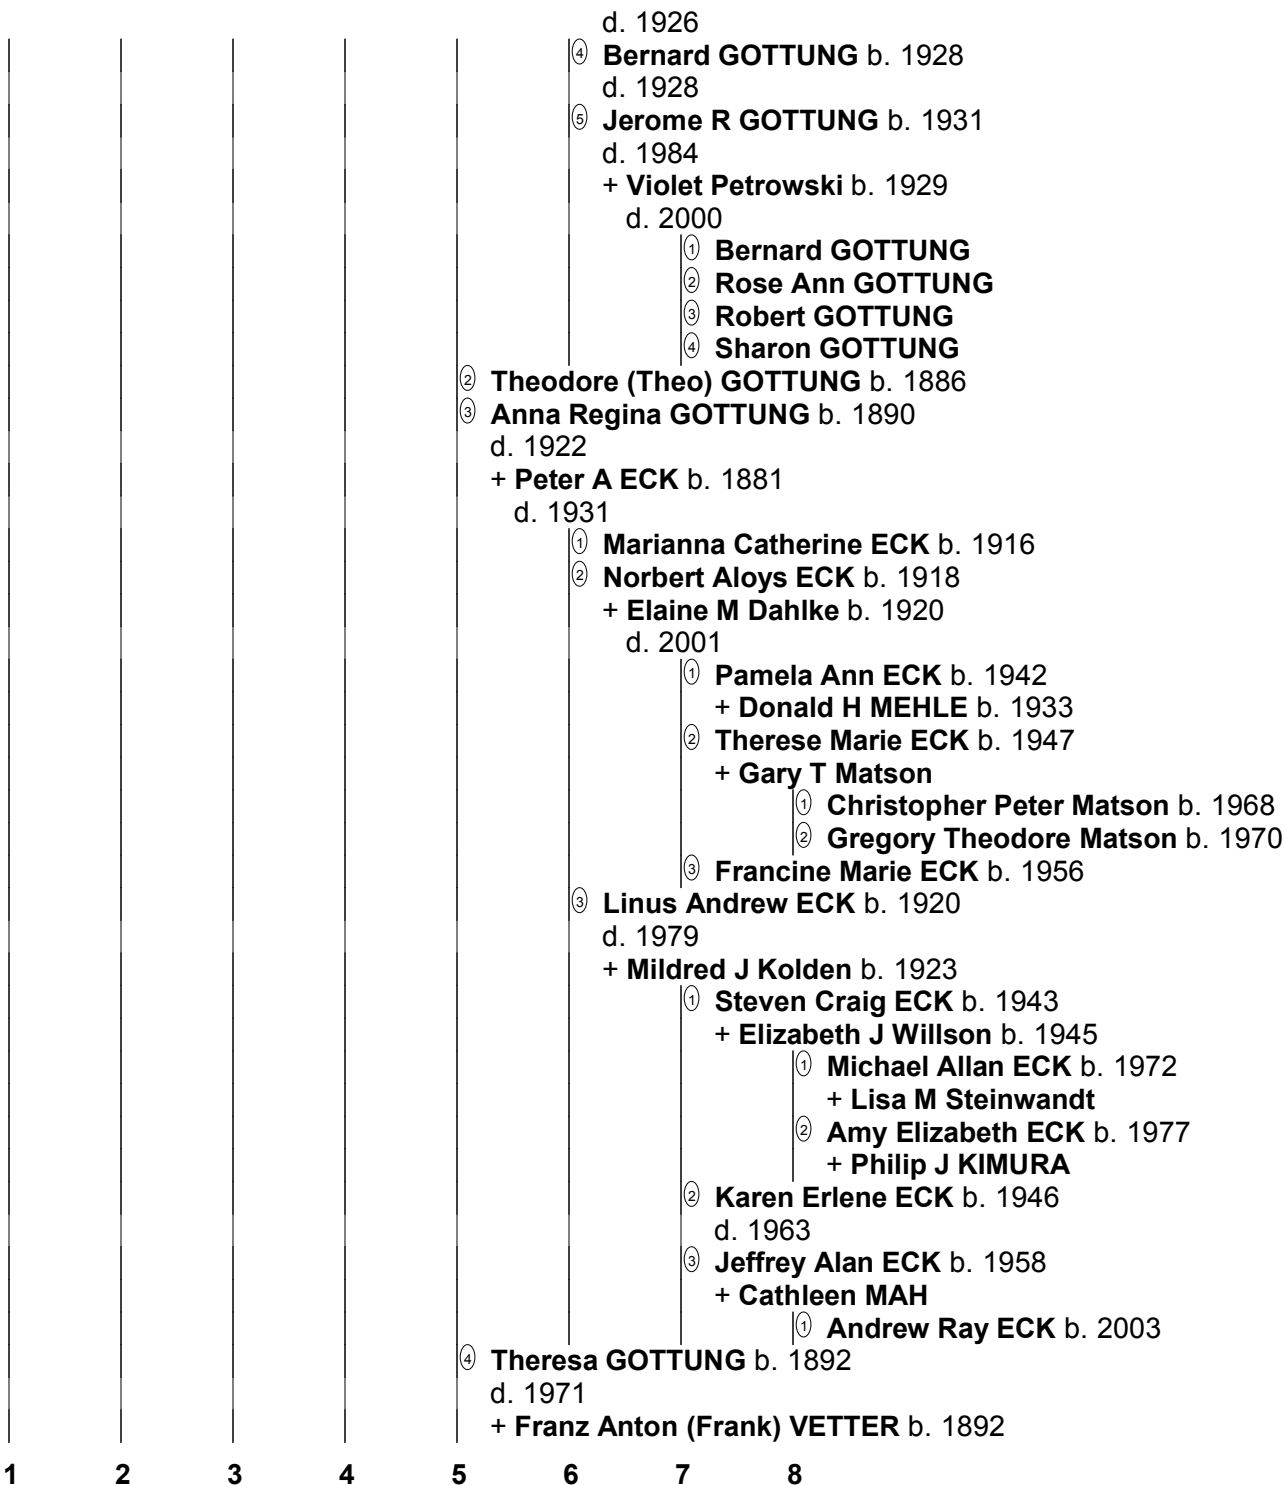 d. 1926
④ Bernard GOTTUNG b. 1928
d. 1928
⑤ Jerome R GOTTUNG b. 1931
d. 1984
+ Violet Petrowski b. 1929
d. 2000
① Bernard GOTTUNG
② Rose Ann GOTTUNG
③ Robert GOTTUNG
④ Sharon GOTTUNG
② Theodore (Theo) GOTTUNG b. 1886
③ Anna Regina GOTTUNG b. 1890
d. 1922
+ Peter A ECK b. 1881
d. 1931
① Marianna Catherine ECK b. 1916
② Norbert Aloys ECK b. 1918
+ Elaine M Dahlke b. 1920
d. 2001
① Pamela Ann ECK b. 1942
+ Donald H MEHLE b. 1933
② Therese Marie ECK b. 1947
+ Gary T Matson
① Christopher Peter Matson b. 1968
② Gregory Theodore Matson b. 1970
③ Francine Marie ECK b. 1956
③ Linus Andrew ECK b. 1920
d. 1979
+ Mildred J Kolden b. 1923
① Steven Craig ECK b. 1943
+ Elizabeth J Willson b. 1945
① Michael Allan ECK b. 1972
+ Lisa M Steinwandt
② Amy Elizabeth ECK b. 1977
+ Philip J KIMURA
② Karen Erlene ECK b. 1946
d. 1963
③ Jeffrey Alan ECK b. 1958
+ Cathleen MAH
① Andrew Ray ECK b. 2003
④ Theresa GOTTUNG b. 1892
d. 1971
+ Franz Anton (Frank) VETTER b. 1892
1 2 3 4 5 6 7 8